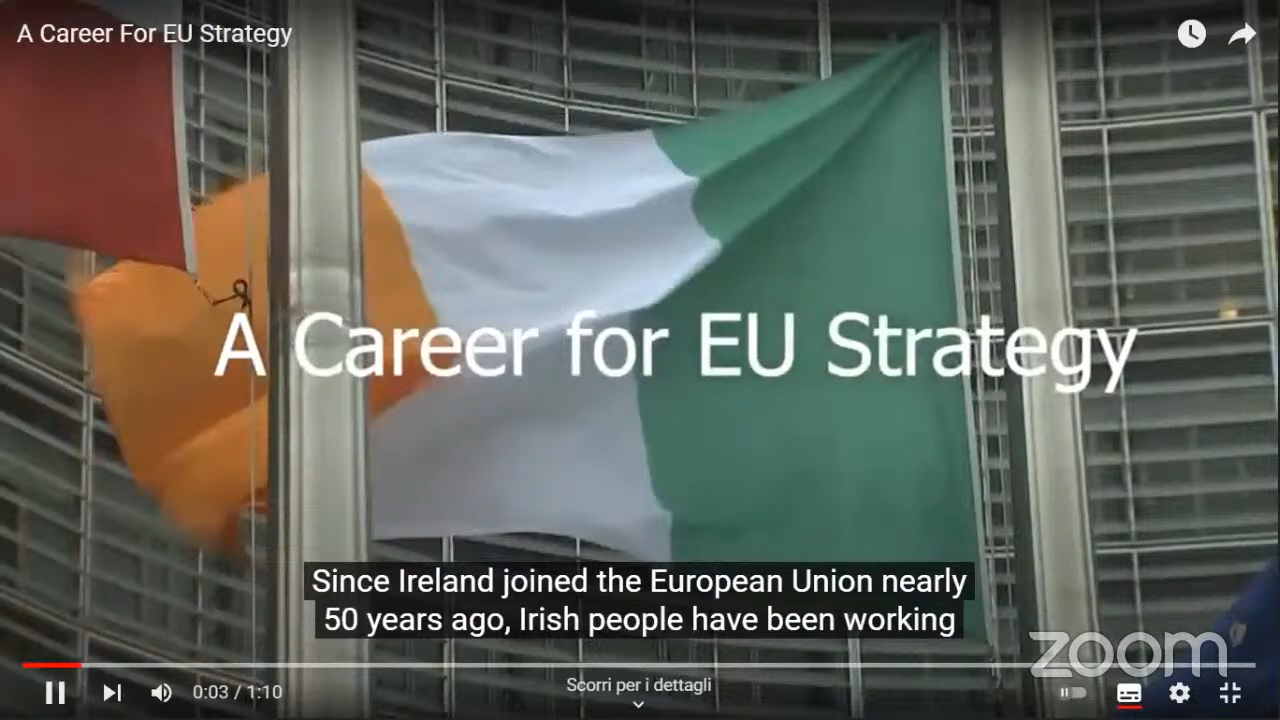 A Career For EU Strategy
A Career for EU Strategy
Since Ireland joined the European Union nearly
50 years ago, Irish people have been working
zoom
0:03 / 1:10
Scorri per i dettagli